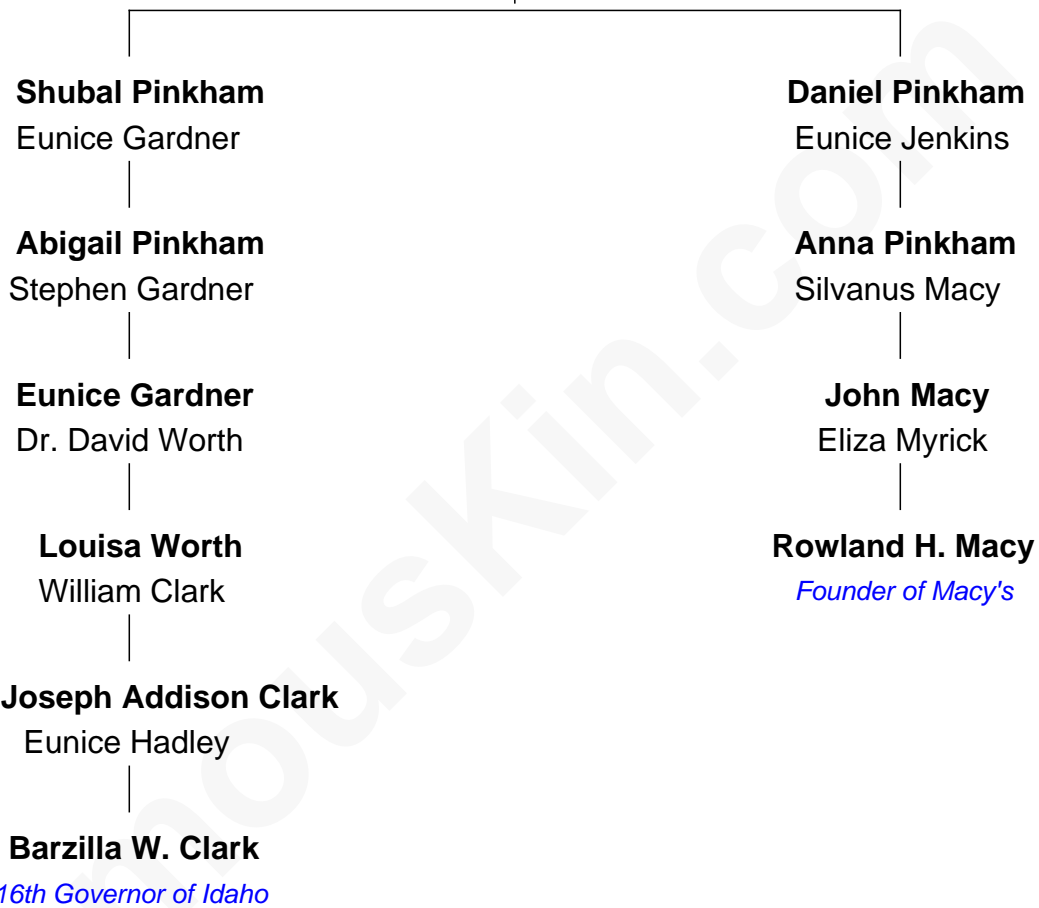 Shubal Pinkham
Eunice Gardner
Daniel Pinkham
Eunice Jenkins
Abigail Pinkham
Stephen Gardner
Anna Pinkham
Silvanus Macy
Eunice Gardner
Dr. David Worth
John Macy
Eliza Myrick
Louisa Worth
William Clark
Rowland H. Macy
Founder of Macy's
Joseph Addison Clark
Eunice Hadley
Barzilla W. Clark
16th Governor of Idaho
mouskin.com